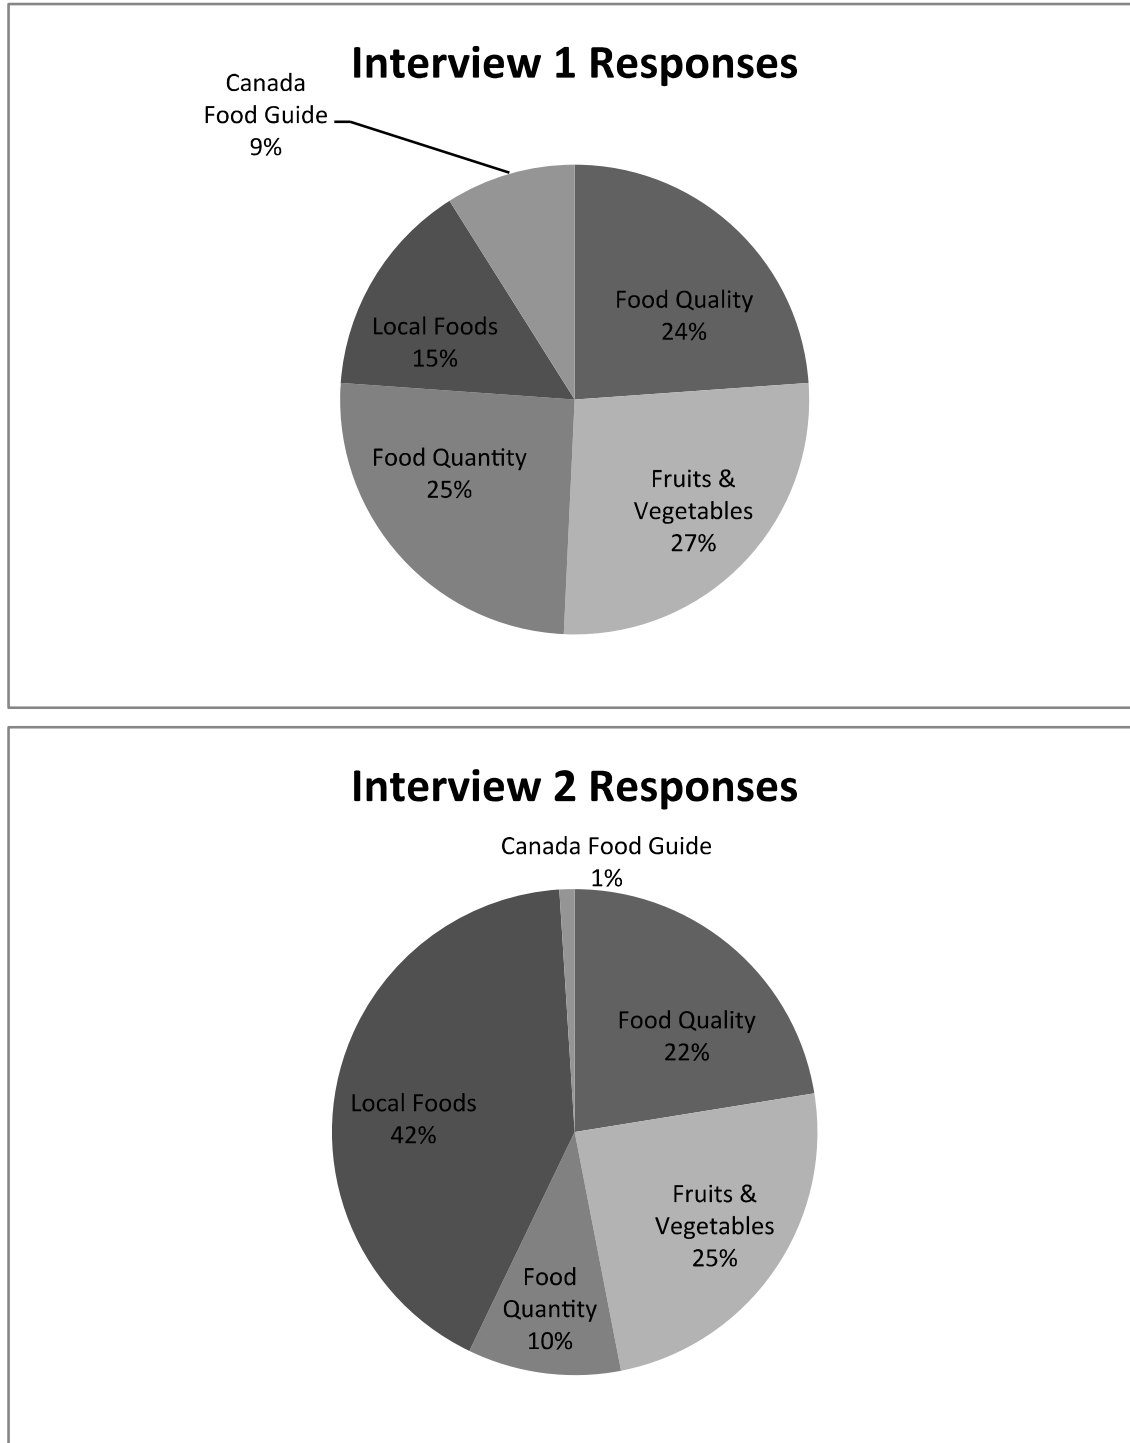 Interview 1 Responses
Canada
Food Guide
9%
Food Quality
24%
Local Foods
15%
Food Quantity
25%
Fruits &
Vegetables
27%
Interview 2 Responses
Canada Food Guide
1%
Food Quality
22%
Local Foods
42%
Fruits &
Vegetables
25%
Food
Quantity
10%